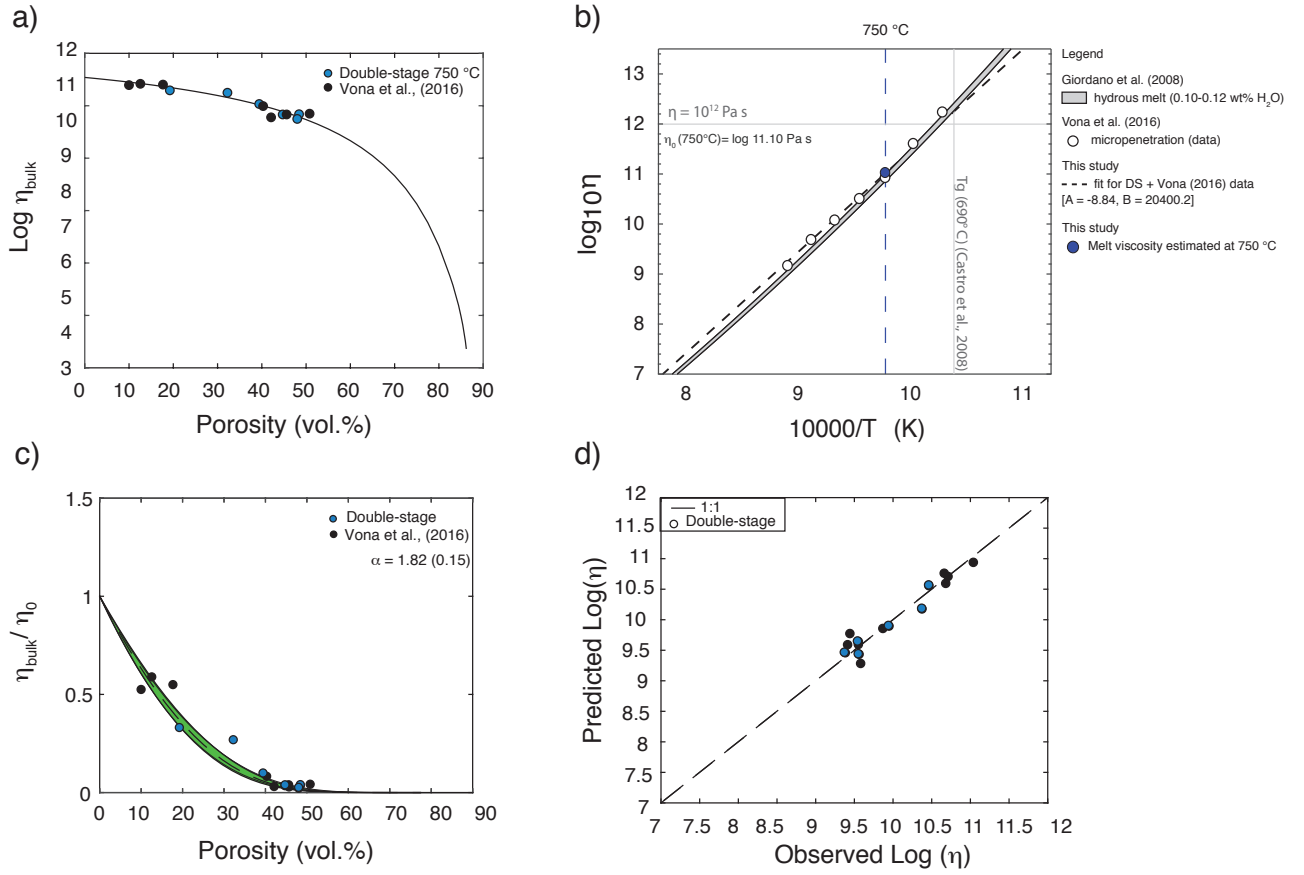 a)
12
11
10
9
8
7
6
5
4
3
Log ηbulk
0 10 20 30 40 50 60 70 80 90
Porosity (vol.%)
Double-stage 750 °C
Vona et al., (2016)
b)
750 °C
13
12
11
10
9
8
7
log10η
η = 10¹² Pa s
η₀ (750°C)= log 11.10 Pa s
Tg (690°C) (Castro et al., 2008)
8 9 10 11
10000/T (K)
Legend
Giordano et al. (2008)
hydrous melt (0.10-0.12 wt% H₂O)
Vona et al. (2016)
micropenetration (data)
This study
fit for DS + Vona (2016) data
[A = -8.84, B = 20400.2]
This study
Melt viscosity estimated at 750 °C
c)
1.5
1
0.5
0
ηbulk/ η₀
Double-stage
Vona et al., (2016)
α = 1.82 (0.15)
0 10 20 30 40 50 60 70 80 90
Porosity (vol.%)
d)
12
11.5
11
10.5
10
9.5
9
8.5
8
7.5
7
Predicted Log(η)
1:1
Double-stage
7 7.5 8 8.5 9 9.5 10 10.5 11 11.5 12
Observed Log (η)